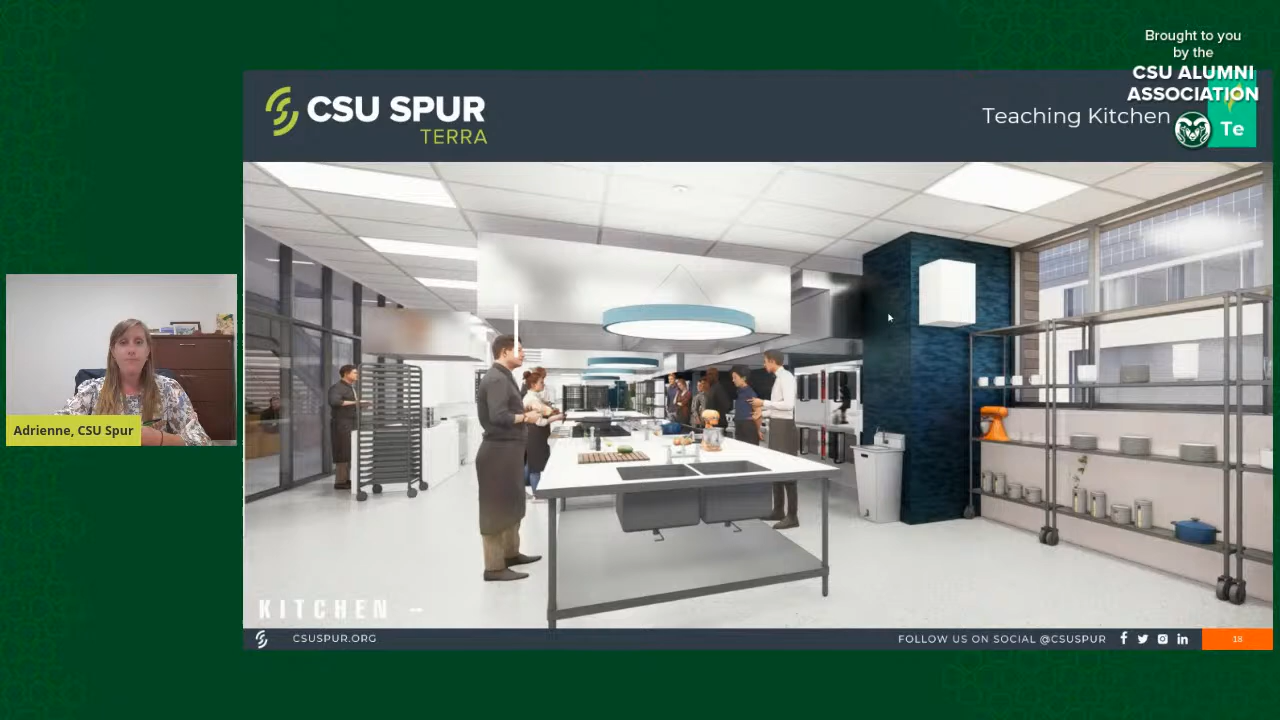 Brought to you
by the
CSU ALUMNI
ASSOCIATION
CSU SPUR
TERRA
Teaching Kitchen
Te
Adrienne, CSU Spur
KITCHEN –
CSUSPUR.ORG
FOLLOW US ON SOCIAL @CSUSPUR
18